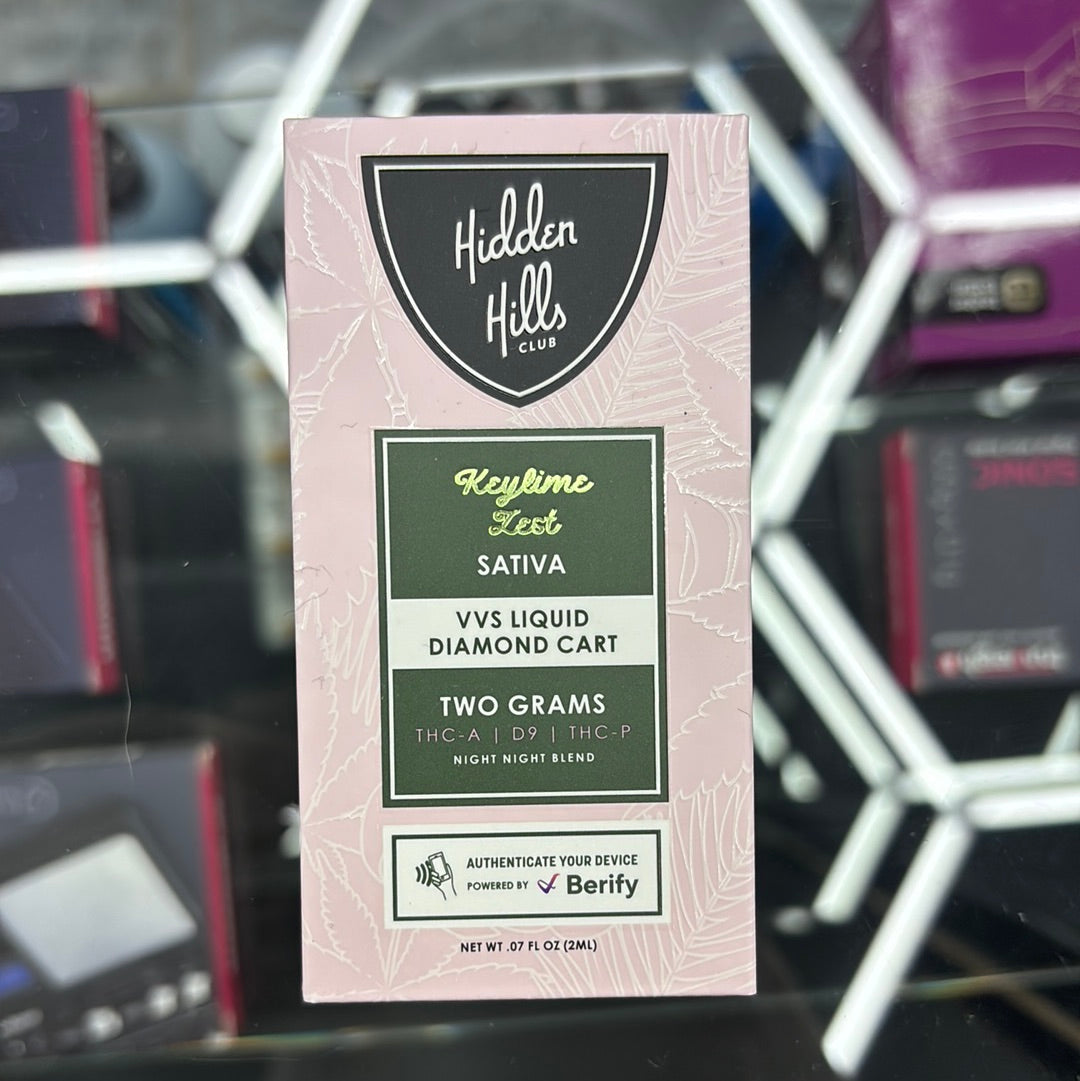 Hidden
Hills
CLUB
Keylime
Zest
SATIVA
VVS LIQUID
DIAMOND CART
TWO GRAMS
THC-A | D9 | THC-P
NIGHT NIGHT BLEND
AUTHENTICATE YOUR DEVICE
POWERED BY Berify
NET WT .07 FL OZ (2ML)